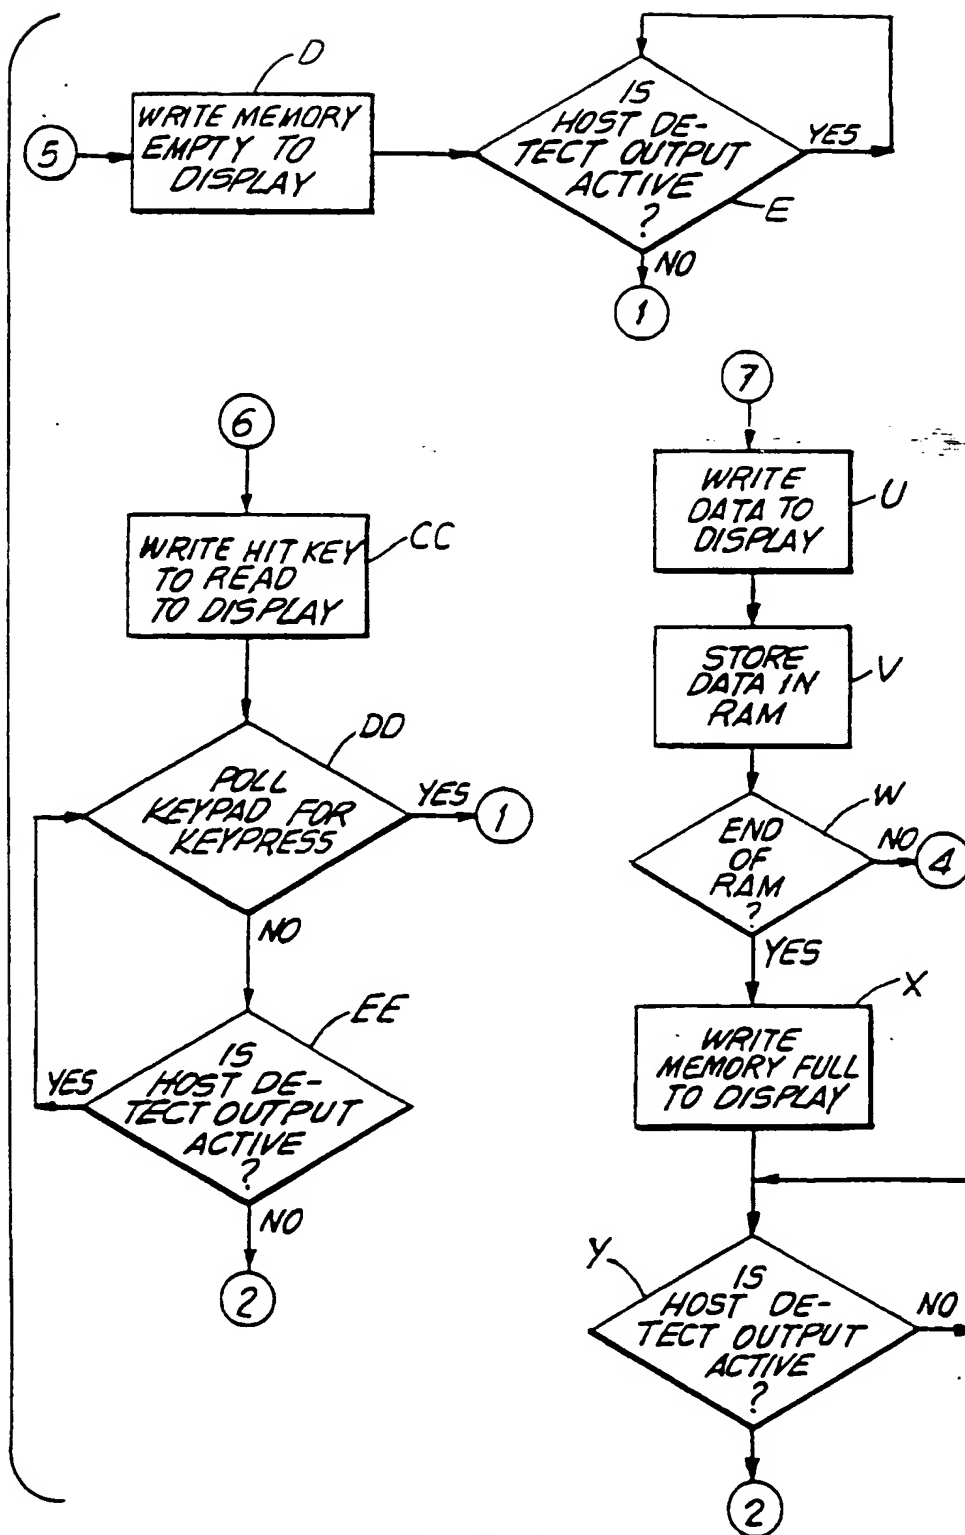 D
5
WRITE MEMORY
EMPTY TO
DISPLAY
IS
HOST DE-
TECT OUTPUT
ACTIVE
?
YES
E
NO
1
6
WRITE HIT KEY
TO READ
TO DISPLAY
CC
DD
POLL
KEYPAD FOR
KEYPRESS
YES
1
NO
EE
IS
HOST DE-
TECT OUTPUT
ACTIVE
?
YES
NO
2
7
WRITE
DATA TO
DISPLAY
U
STORE
DATA IN
RAM
V
W
END
OF
RAM
?
NO
4
YES
X
WRITE
MEMORY FULL
TO DISPLAY
Y
IS
HOST DE-
TECT OUTPUT
ACTIVE
?
NO
2